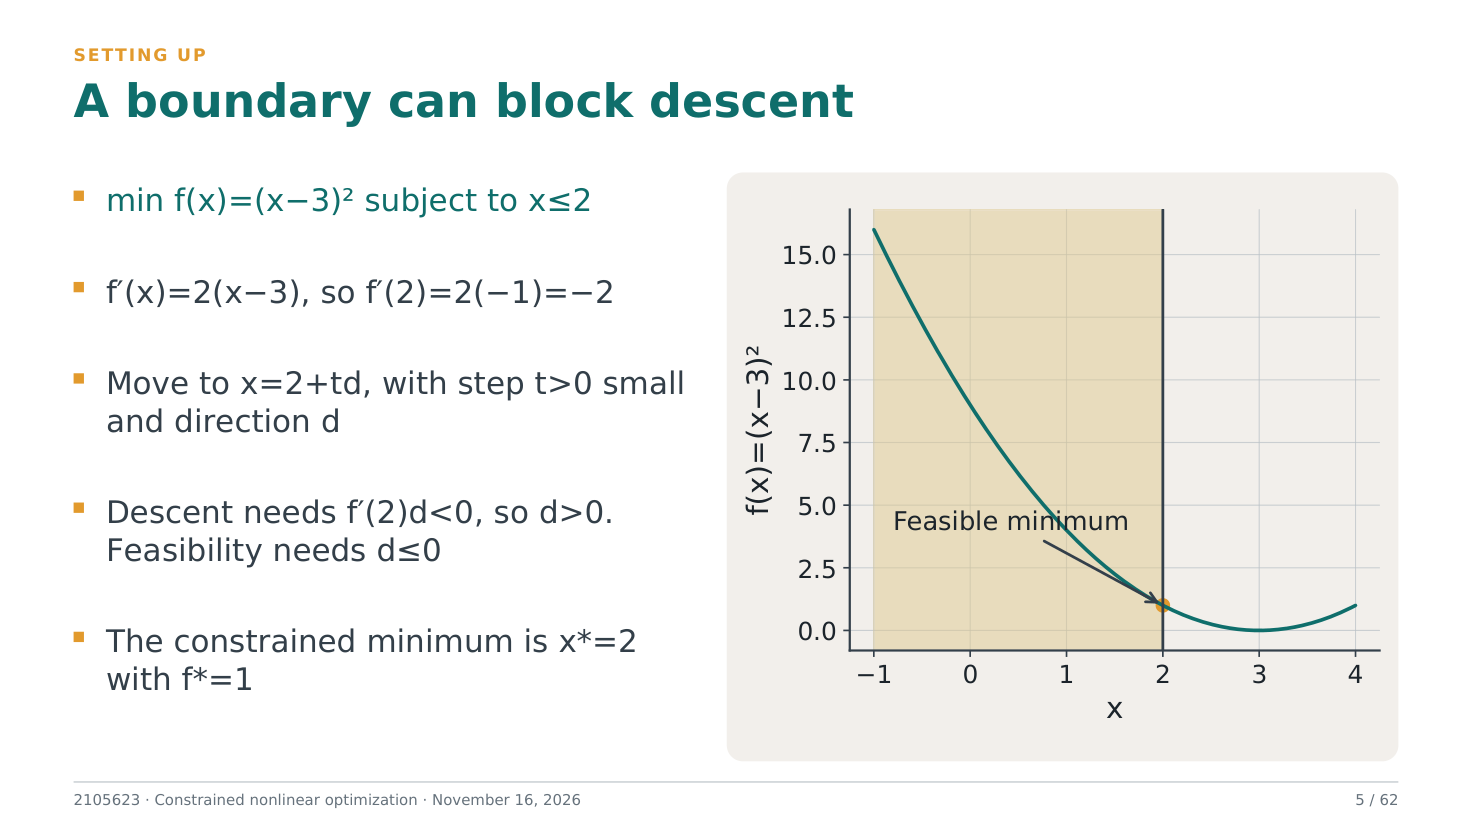 SETTING UP
A boundary can block descent
min f(x)=(x−3)² subject to x≤2
f′(x)=2(x−3), so f′(2)=2(−1)=−2
Move to x=2+td, with step t>0 small
and direction d
Descent needs f′(2)d<0, so d>0.
Feasibility needs d≤0
The constrained minimum is x*=2
with f*=1
f(x)=(x−3)²
15.0
12.5
10.0
7.5
5.0
2.5
0.0
Feasible minimum
−1 0 1 2 3 4
x
2105623 · Constrained nonlinear optimization · November 16, 2026
5 / 62